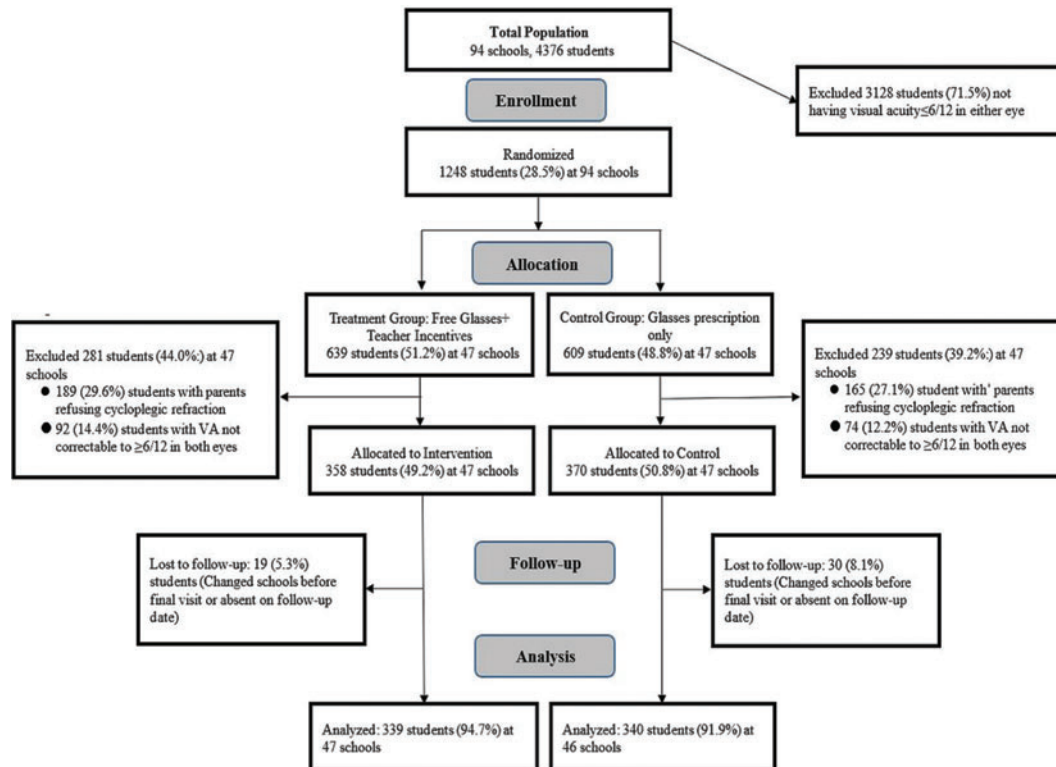 Total Population
94 schools, 4376 students
Excluded 3128 students (71.5%) not
having visual acuity≤6/12 in either eye
Enrollment
Randomized
1248 students (28.5%) at 94 schools
Allocation
Treatment Group: Free Glasses+
Teacher Incentives
639 students (51.2%) at 47 schools
Control Group: Glasses prescription
only
609 students (48.8%) at 47 schools
Excluded 281 students (44.0%:) at 47
schools
● 189 (29.6%) students with parents
refusing cycloplegic refraction
● 92 (14.4%) students with VA not
correctable to ≥6/12 in both eyes
Excluded 239 students (39.2%:) at 47
schools
● 165 (27.1%) student with' parents
refusing cycloplegic refraction
● 74 (12.2%) students with VA not
correctable to ≥6/12 in both eyes
Allocated to Intervention
358 students (49.2%) at 47 schools
Allocated to Control
370 students (50.8%) at 47 schools
Lost to follow-up: 19 (5.3%)
students (Changed schools before
final visit or absent on follow-up
date)
Follow-up
Lost to follow-up: 30 (8.1%)
students (Changed schools before
final visit or absent on follow-up
date)
Analysis
Analyzed: 339 students (94.7%) at
47 schools
Analyzed: 340 students (91.9%) at
46 schools